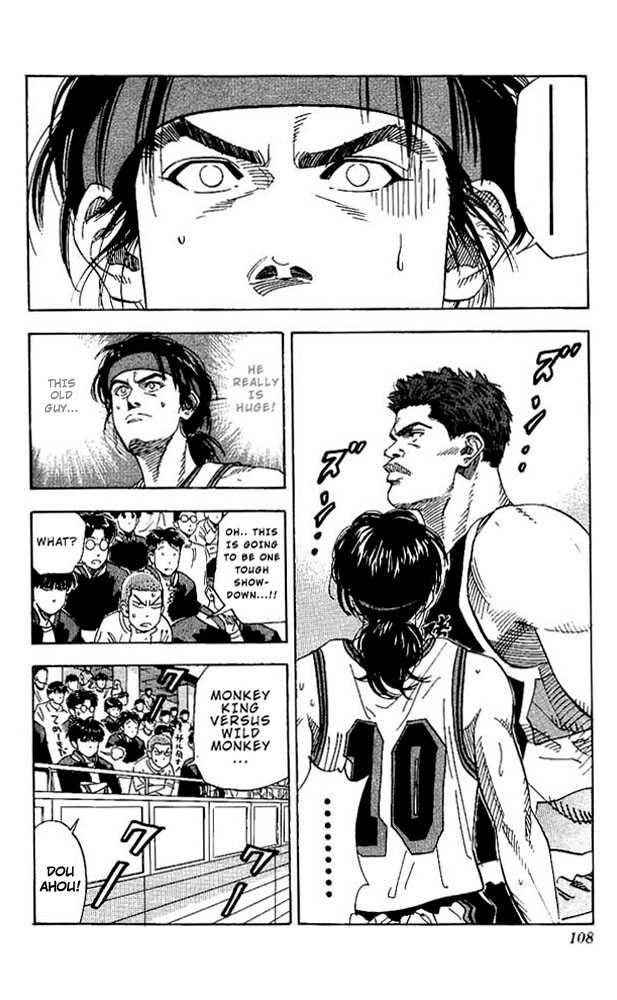 10
HE
REALLY
IS
HUGE!
THIS
OLD
GUY...
OH.. THIS
IS GOING
TO BE ONE
TOUGH
SHOW-
DOWN...!!
WHAT?
MONKEY
KING
VERSUS
WILD
MONKEY
...
DOU
AHOU!
108